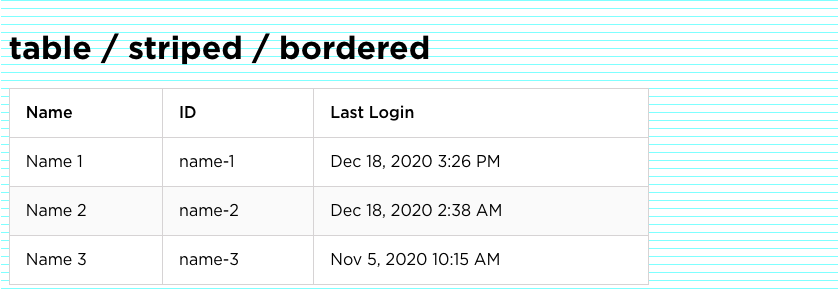 table / striped / bordered
Name ID Last Login
Name 1 name-1 Dec 18, 2020 3:26 PM
Name 2 name-2 Dec 18, 2020 2:38 AM
Name 3 name-3 Nov 5, 2020 10:15 AM